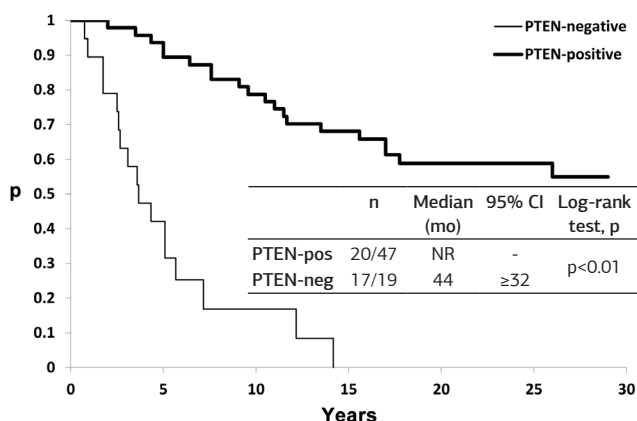 1
0.9
0.8
0.7
0.6
0.5
0.4
0.3
0.2
0.1
0
p
PTEN-negative
PTEN-positive
n Median (mo) 95% CI Log-rank test, p
PTEN-pos 20/47 NR - p<0.01
PTEN-neg 17/19 44 ≥32
0 5 10 15 20 25 30
Years